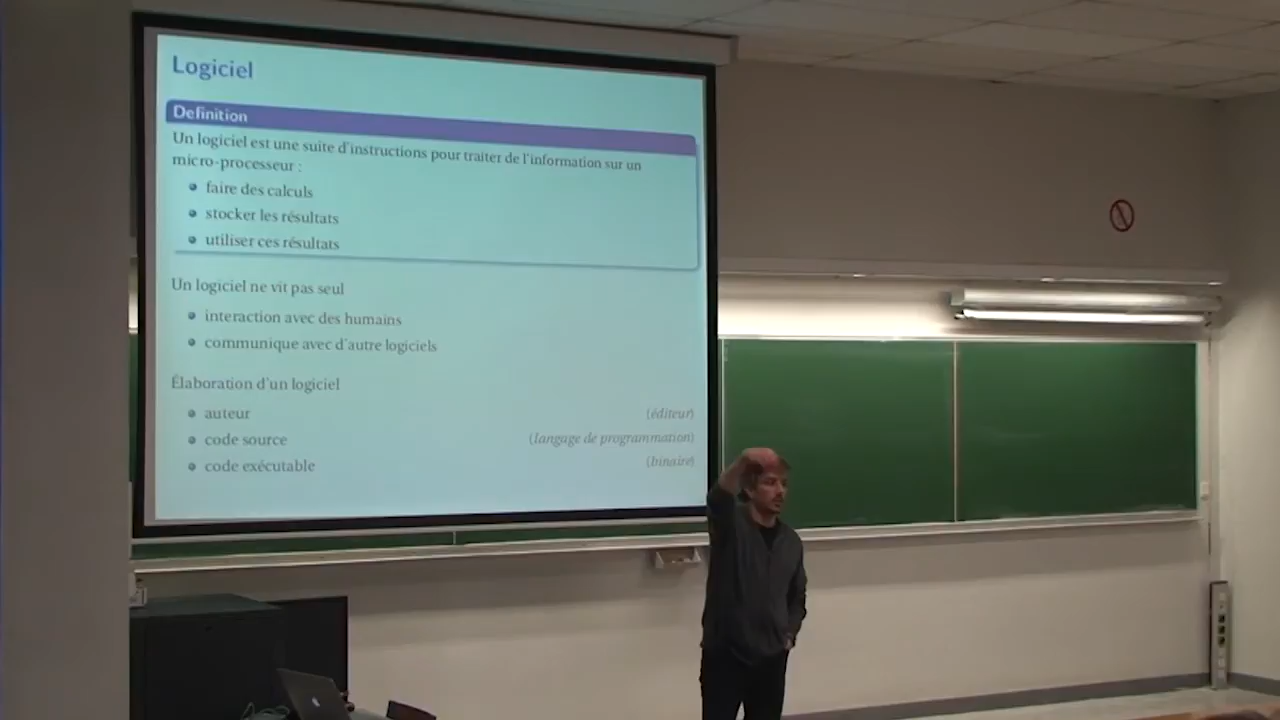 Logiciel
Definition
Un logiciel est une suite d'instructions pour traiter de l'information sur un
micro-processeur :
faire des calculs
stocker les résultats
utiliser ces résultats
Un logiciel ne vit pas seul
interaction avec des humains
communique avec d'autre logiciels
Élaboration d'un logiciel
auteur (éditeur)
code source (langage de programmation)
code exécutable (binaire)